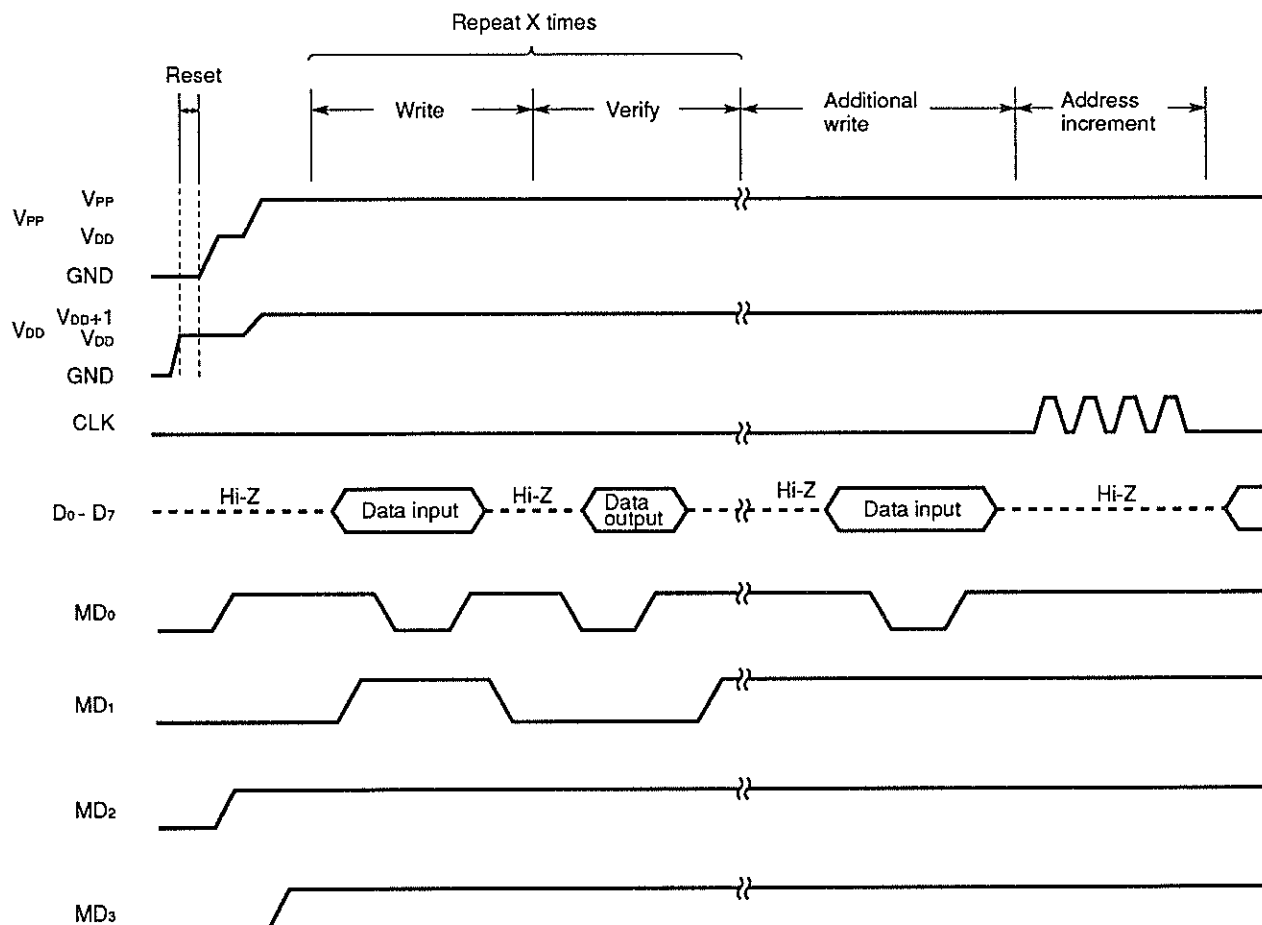 Repeat X times
Reset
Write
Verify
Additional
write
Address
increment
VPP
VPP
VDD
GND
VDD
VDD+1
VDD
GND
CLK
D0 - D7
Hi-Z
Data input
Hi-Z
Data
output
Hi-Z
Data input
Hi-Z
MD0
MD1
MD2
MD3